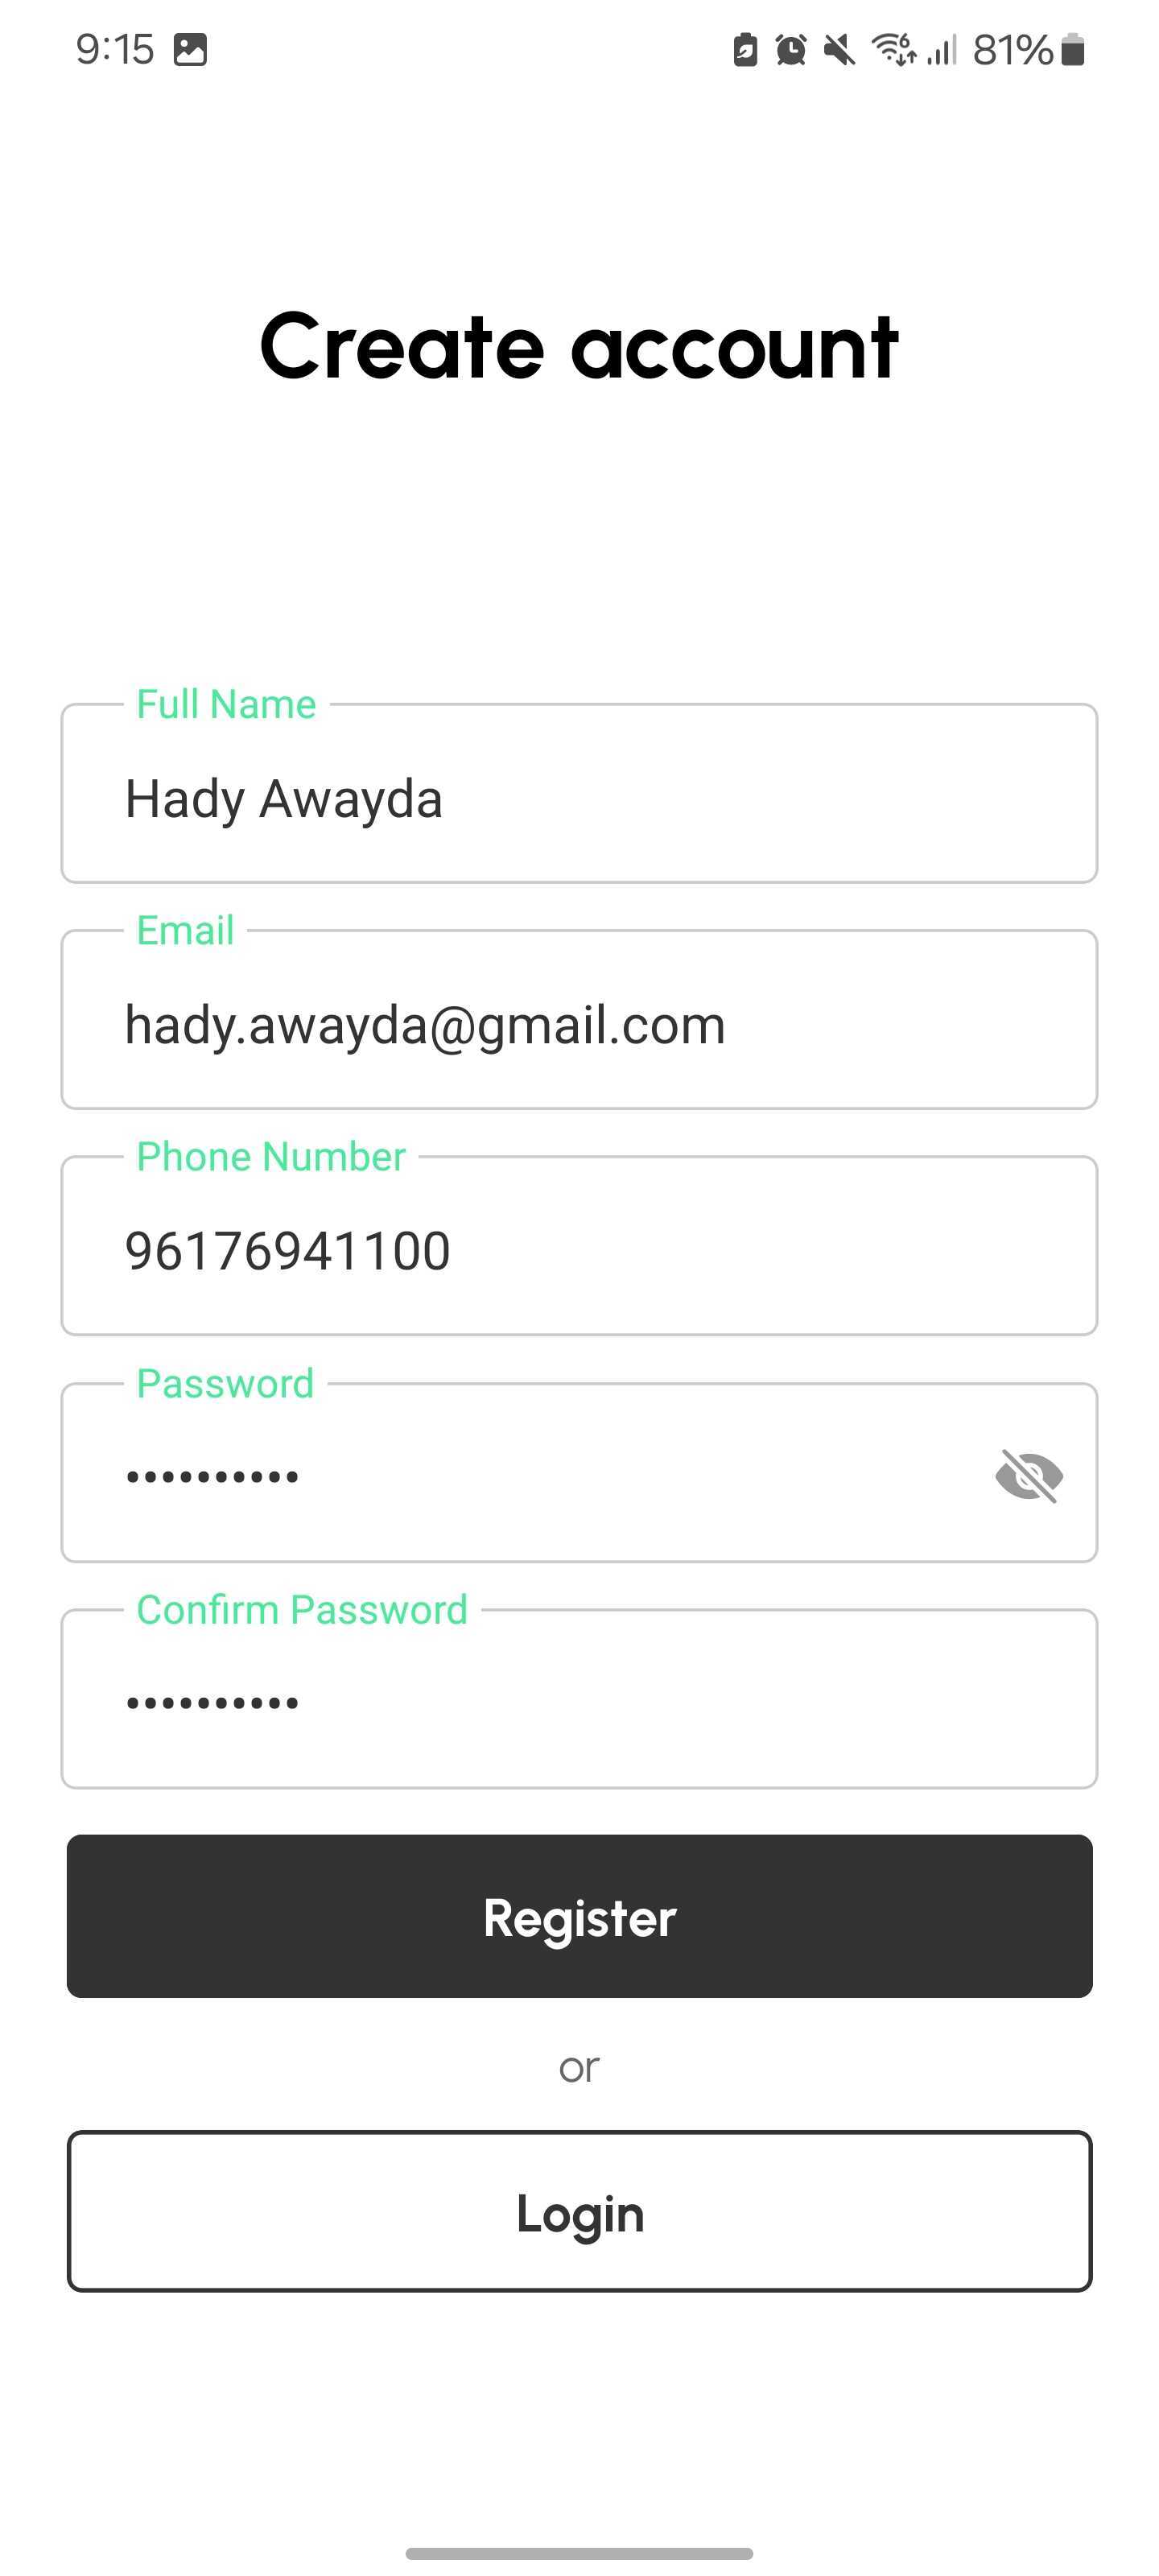 9:15
81%
Create account
Full Name
Hady Awayda
Email
hady.awayda@gmail.com
Phone Number
96176941100
Password
••••••••••
Confirm Password
••••••••••
Register
or
Login